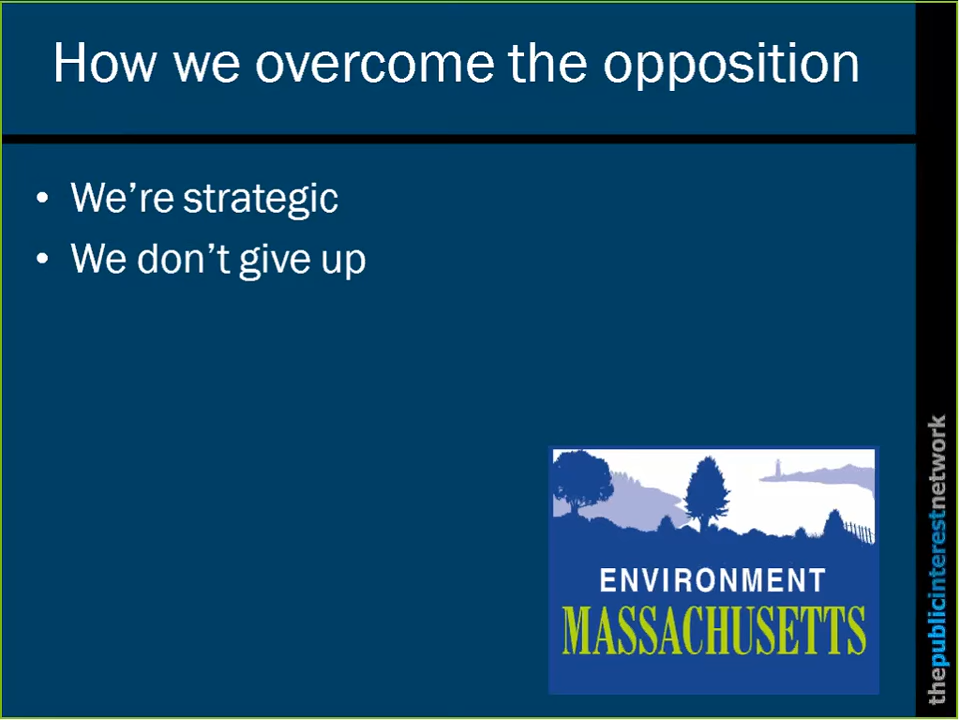 How we overcome the opposition
• We're strategic
• We don't give up
ENVIRONMENT
MASSACHUSETTS
thepublicinterestnetwork